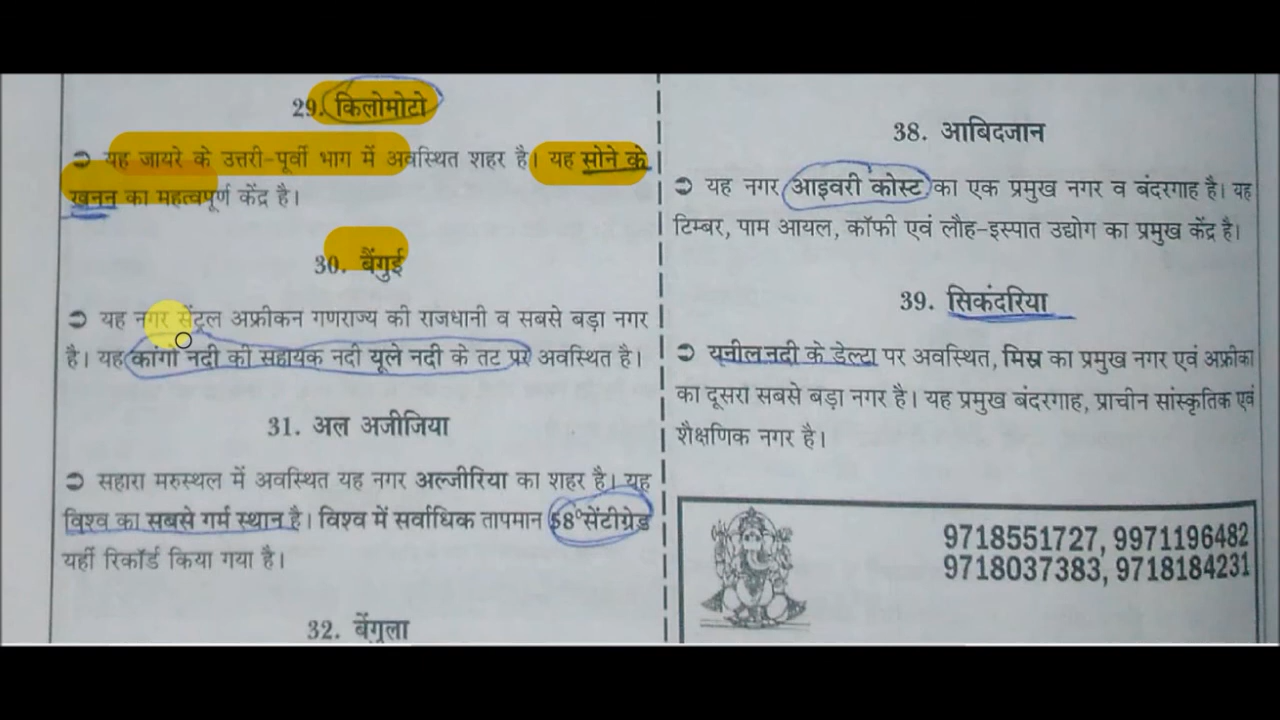 29. किलोमोटो
➲ यह जायरे के उत्तरी-पूर्वी भाग में अवस्थित शहर है। यह सोने के
खनन का महत्वपूर्ण केंद्र है।
30. बैंगुई
➲ यह नगर सेंट्रल अफ्रीकन गणराज्य की राजधानी व सबसे बड़ा नगर
है। यह कांगो नदी की सहायक नदी यूले नदी के तट पर अवस्थित है।
31. अल अजीजिया
➲ सहारा मरुस्थल में अवस्थित यह नगर अल्जीरिया का शहर है। यह
विश्व का सबसे गर्म स्थान है। विश्व में सर्वाधिक तापमान 58°सेंटीग्रेड
यहीं रिकॉर्ड किया गया है।
32. बेंगुला
38. आबिदजान
➲ यह नगर आइवरी कोस्ट का एक प्रमुख नगर व बंदरगाह है। यह
टिम्बर, पाम आयल, कॉफी एवं लौह-इस्पात उद्योग का प्रमुख केंद्र है।
39. सिकंदरिया
➲ यनील नदी के डेल्टा पर अवस्थित, मिस्र का प्रमुख नगर एवं अफ्रीका
का दूसरा सबसे बड़ा नगर है। यह प्रमुख बंदरगाह, प्राचीन सांस्कृतिक एवं
शैक्षणिक नगर है।
9718551727, 9971196482
9718037383, 9718184231